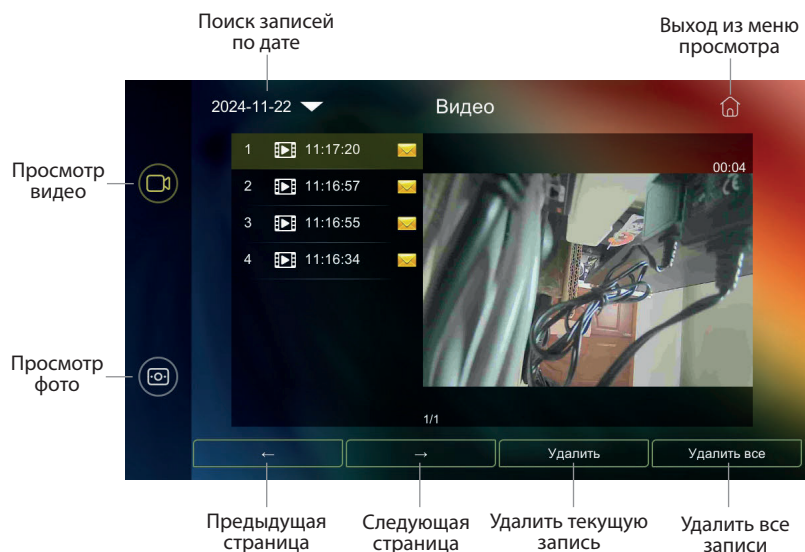 Поиск записей
по дате
Выход из меню
просмотра
2024-11-22
Видео
1 11:17:20
00:04
Просмотр
видео
2 11:16:57
3 11:16:55
4 11:16:34
Просмотр
фото
1/1
← → Удалить Удалить все
Предыдущая
страница
Следующая
страница
Удалить текущую
запись
Удалить все
записи